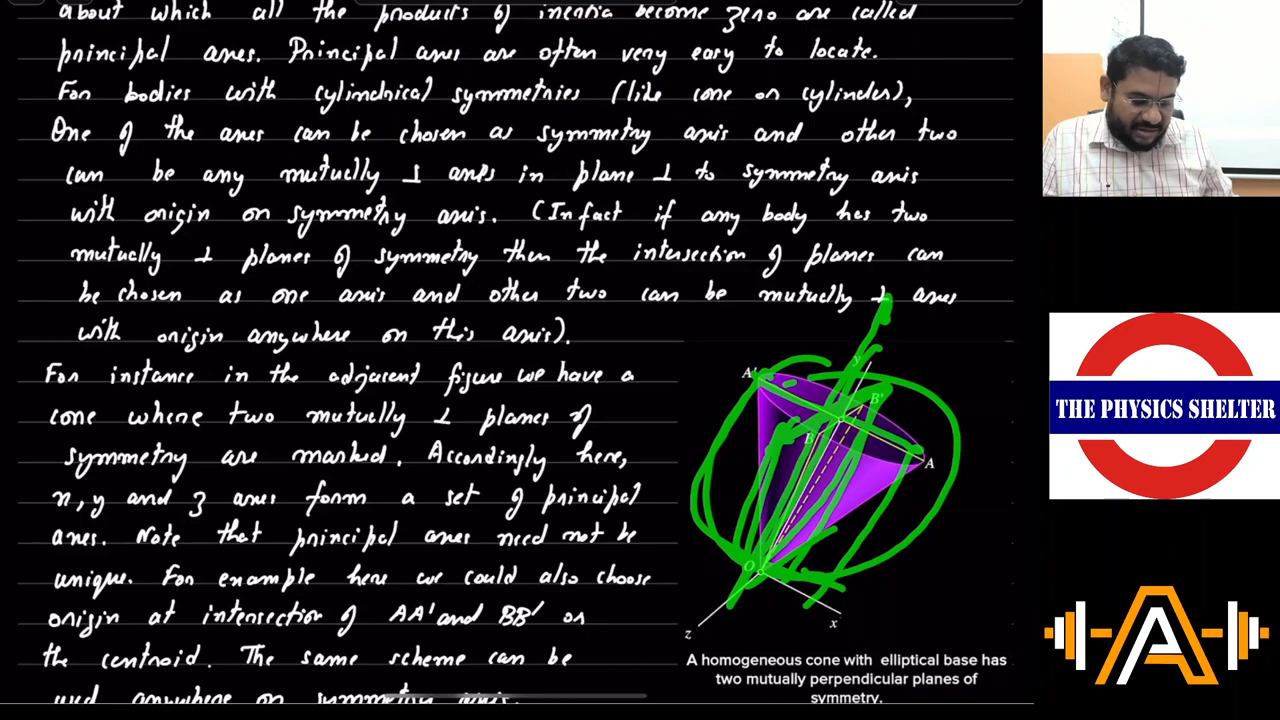 about which all the products of inertia become zero are called
principal axes. Principal axes are often very easy to locate.
For bodies with cylindrical symmetries (like cone or cylinder),
One of the axes can be chosen as symmetry axis and other two
can be any mutually ⊥ axes in plane ⊥ to symmetry axis
with origin on symmetry axis. (Infact if any body has two
mutually ⊥ planes of symmetry then the intersection of planes can
be chosen as one axis and other two can be mutually ⊥ axes
with origin anywhere on this axis).
For instance in the adjacent figure we have a
cone where two mutually ⊥ planes of
symmetry are marked. Accordingly here,
x, y and z axes form a set of principal
axes. Note that principal axes need not be
unique. For example here we could also choose
origin at intersection of AA' and BB' or
the centroid. The same scheme can be
used anywhere on symmetry axis.
y
A'
B'
B
A
O
x
z
A homogeneous cone with elliptical base has
two mutually perpendicular planes of
symmetry.
THE PHYSICS SHELTER
A